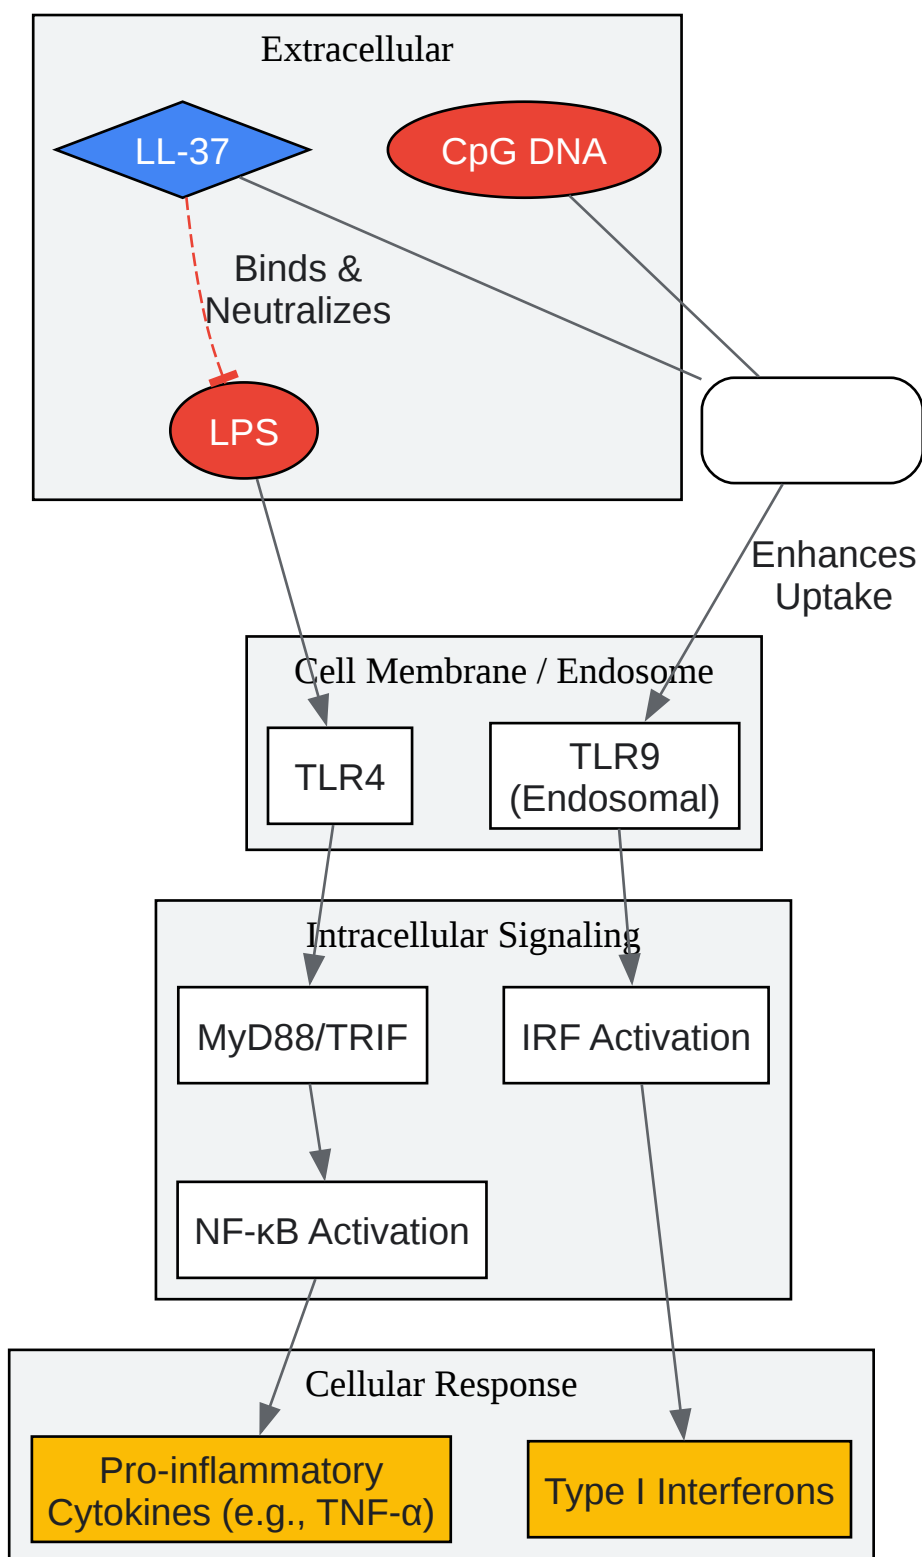 Extracellular
LL-37
CpG DNA
Binds &
Neutralizes
LPS
Enhances
Uptake
Cell Membrane / Endosome
TLR4
TLR9
(Endosomal)
Intracellular Signaling
MyD88/TRIF
IRF Activation
NF-κB Activation
Cellular Response
Pro-inflammatory
Cytokines (e.g., TNF-α)
Type I Interferons